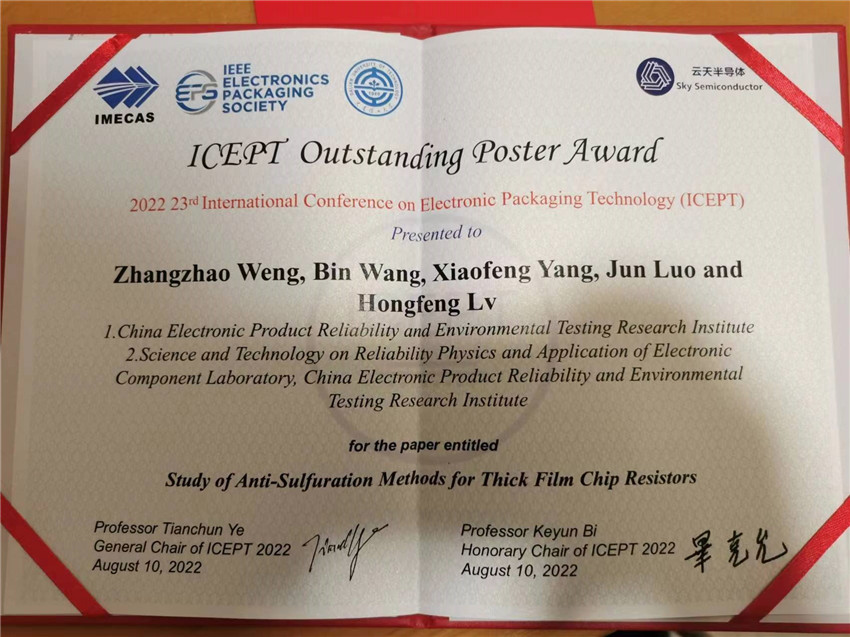 IMECAS
EPS
IEEE
ELECTRONICS
PACKAGING
SOCIETY
云天半导体
Sky Semiconductor
ICEPT Outstanding Poster Award
2022 23rd International Conference on Electronic Packaging Technology (ICEPT)
Presented to
Zhangzhao Weng, Bin Wang, Xiaofeng Yang, Jun Luo and
Hongfeng Lv
1.China Electronic Product Reliability and Environmental Testing Research Institute
2.Science and Technology on Reliability Physics and Application of Electronic
Component Laboratory, China Electronic Product Reliability and Environmental
Testing Research Institute
for the paper entitled
Study of Anti-Sulfuration Methods for Thick Film Chip Resistors
Professor Tianchun Ye
General Chair of ICEPT 2022
August 10, 2022
Professor Keyun Bi
Honorary Chair of ICEPT 2022
August 10, 2022
畢克允